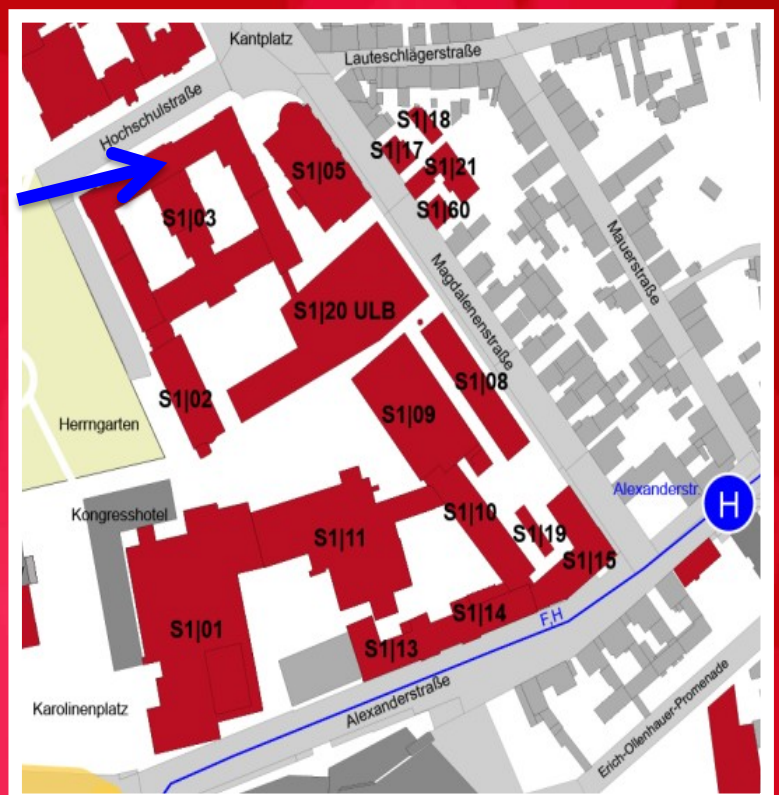 Kantplatz
Lauteschlägerstraße
Hochschulstraße
S1|18
S1|17
S1|05
S1|21
S1|03
S1|60
Mauerstraße
Magdalenenstraße
S1|20 ULB
S1|08
S1|02
S1|09
Herrngarten
Alexanderstr.
H
Kongresshotel
S1|10
S1|19
S1|11
S1|15
S1|14
F,H
S1|01
S1|13
Alexanderstraße
Karolinenplatz
Erich-Ollenhauer-Promenade